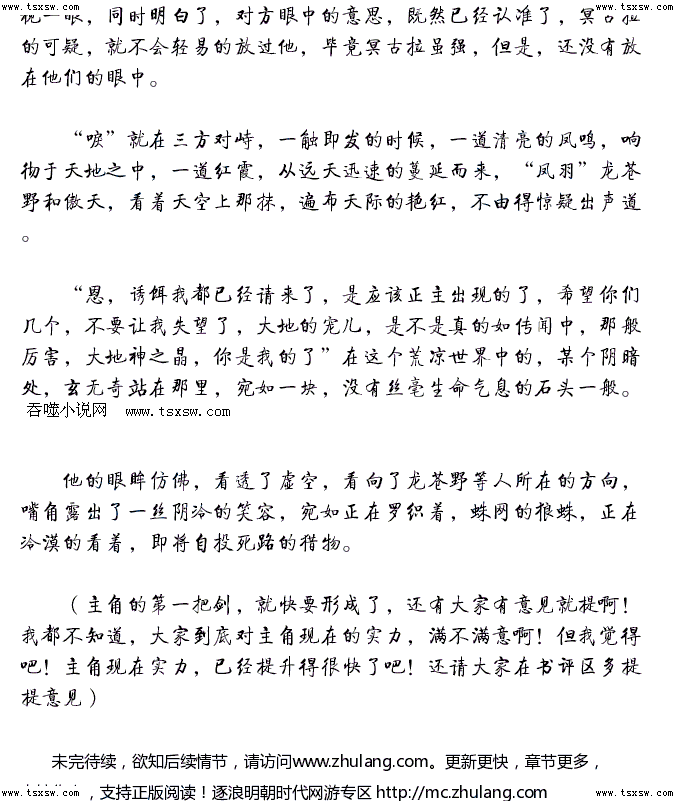 www.tsxsw.com www.tsxsw.com www.tsxsw.com
一眼，同时明白了，对方眼中的意思，既然已经认准了，冥古拉
的可疑，就不会轻易的放过他，毕竟冥古拉虽强，但是，还没有放
在他们的眼中。
“唳”就在三方对峙，一触即发的时候，一道清亮的凤鸣，响
彻于天地之中，一道红霞，从远天迅速的蔓延而来，“凤羽”龙苍
野和傲天，看着天空上那抹，遍布天际的艳红，不由得惊疑出声道
。
“恩，诱饵我都已经请来了，是应该正主出现的了，希望你们
几个，不要让我失望了，大地的宠儿，是不是真的如传闻中，那般
厉害，大地神之晶，你是我的了”在这个荒凉世界中的，某个阴暗
处，玄无奇站在那里，宛如一块，没有丝毫生命气息的石头一般。
吞噬小说网 www.tsxsw.com
他的眼眸仿佛，看透了虚空，看向了龙苍野等人所在的方向，
嘴角露出了一丝阴冷的笑容，宛如正在罗织着，蛛网的狼蛛，正在
冷漠的看着，即将自投死路的猎物。
（主角的第一把剑，就快要形成了，还有大家有意见就提啊！
我都不知道，大家到底对主角现在的实力，满不满意啊！但我觉得
吧！主角现在实力，已经提升得很快了吧！还请大家在书评区多提
提意见）
未完待续，欲知后续情节，请访问www.zhulang.com。更新更快，章节更多，
，支持正版阅读！逐浪明朝时代网游专区 http://mc.zhulang.com
www.tsxsw.com www.tsxsw.com www.tsxsw.com